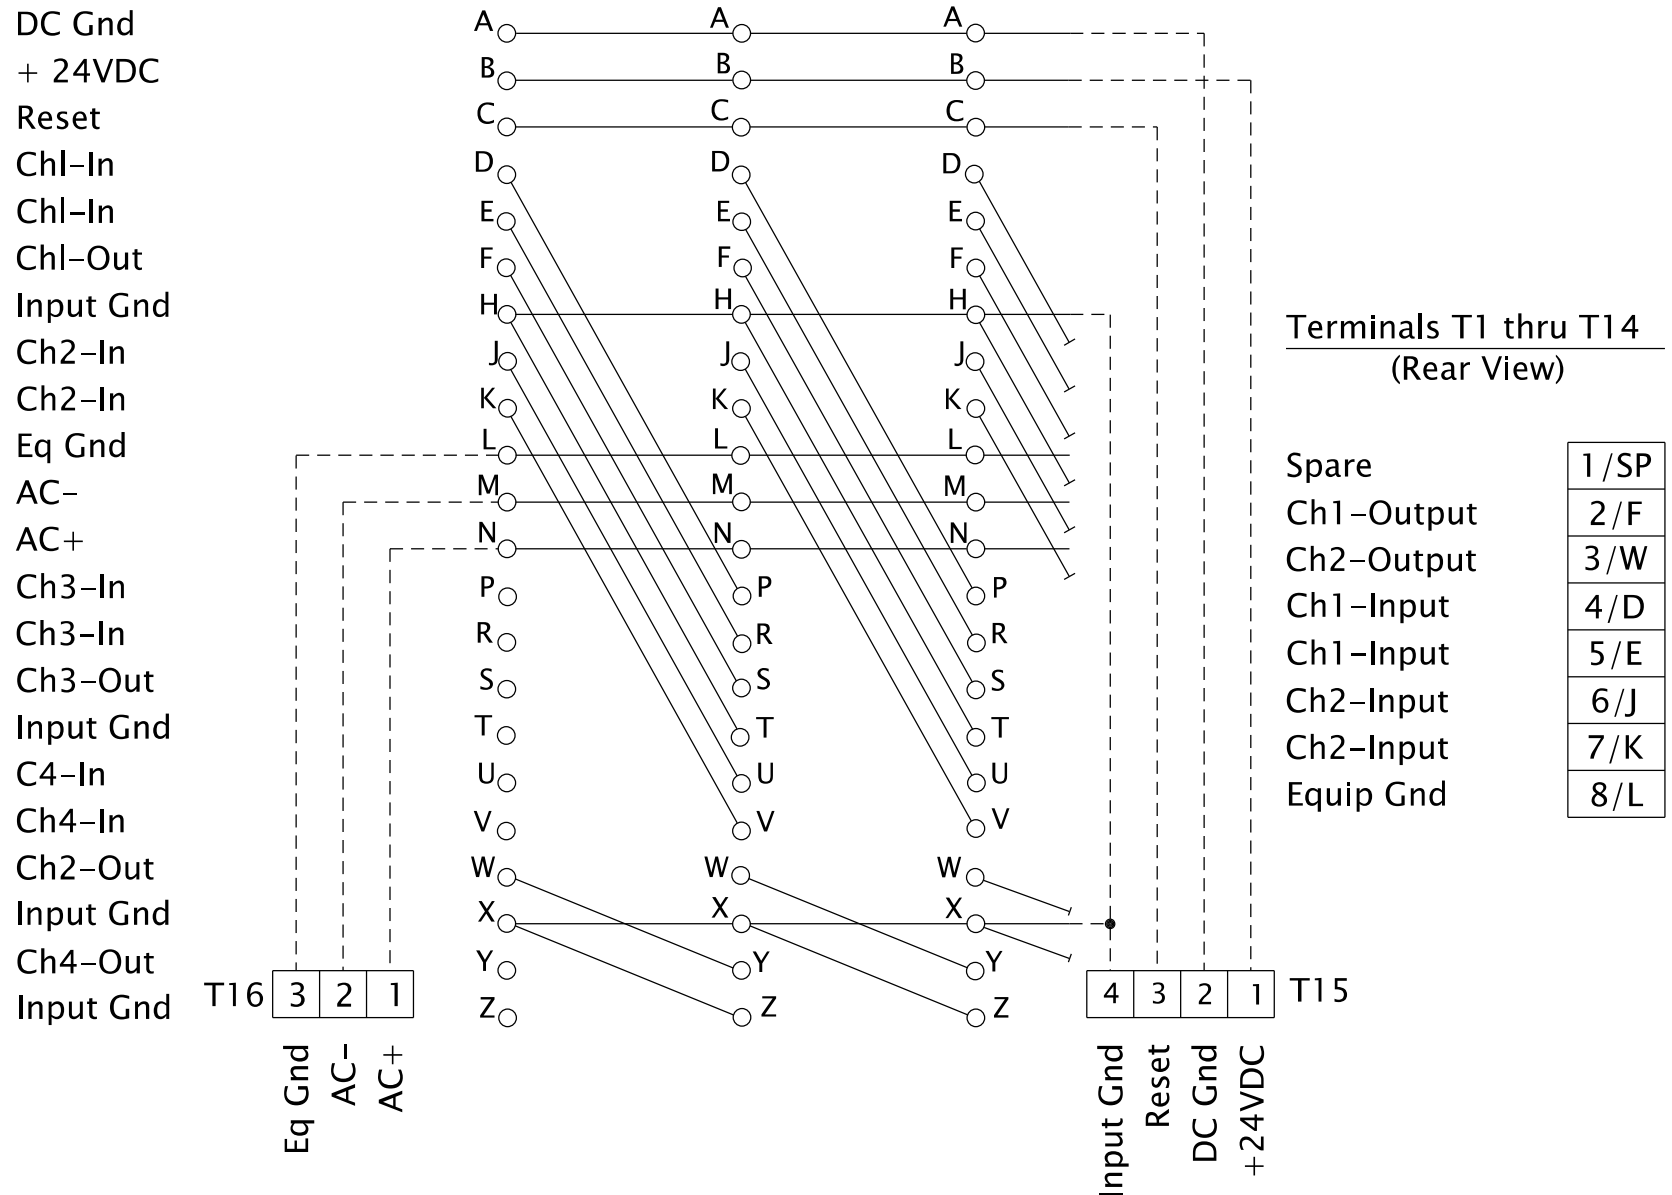 DC Gnd A A A
+ 24VDC B B B
Reset C C C
Chl-In D D D
Chl-In E E E
Chl-Out F F F
Input Gnd H H H
Ch2-In J J J
Ch2-In K K K
Eq Gnd L L L
AC- M M M
AC+ N N N
Ch3-In P P P
Ch3-In R R R
Ch3-Out S S S
Input Gnd T T T
C4-In U U U
Ch4-In V V V
Ch2-Out W W W
Input Gnd X X X
Ch4-Out Y Y Y
Input Gnd Z Z Z
T16 3 2 1
Eq Gnd
AC-
AC+
4 3 2 1 T15
Input Gnd
Reset
DC Gnd
+24VDC
Terminals T1 thru T14
(Rear View)
Spare 1/SP
Ch1-Output 2/F
Ch2-Output 3/W
Ch1-Input 4/D
Ch1-Input 5/E
Ch2-Input 6/J
Ch2-Input 7/K
Equip Gnd 8/L